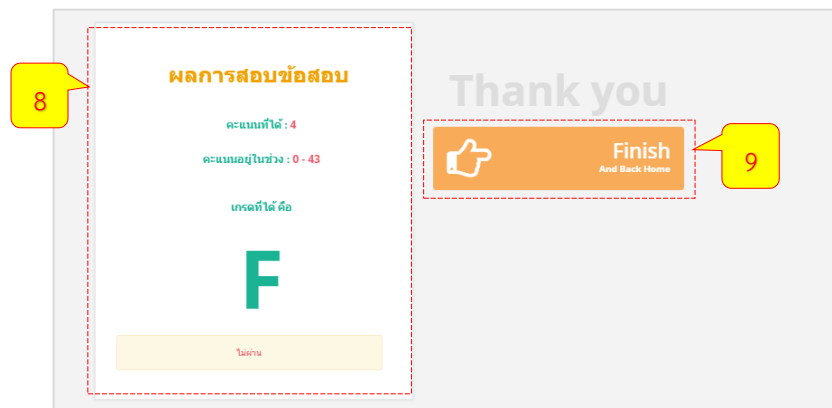 8
ผลการสอบข้อสอบ
คะแนนที่ได้ : 4
คะแนนอยู่ในช่วง : 0 - 43
เกรดที่ได้ คือ
F
ไม่ผ่าน
Thank you
Finish
And Back Home
9